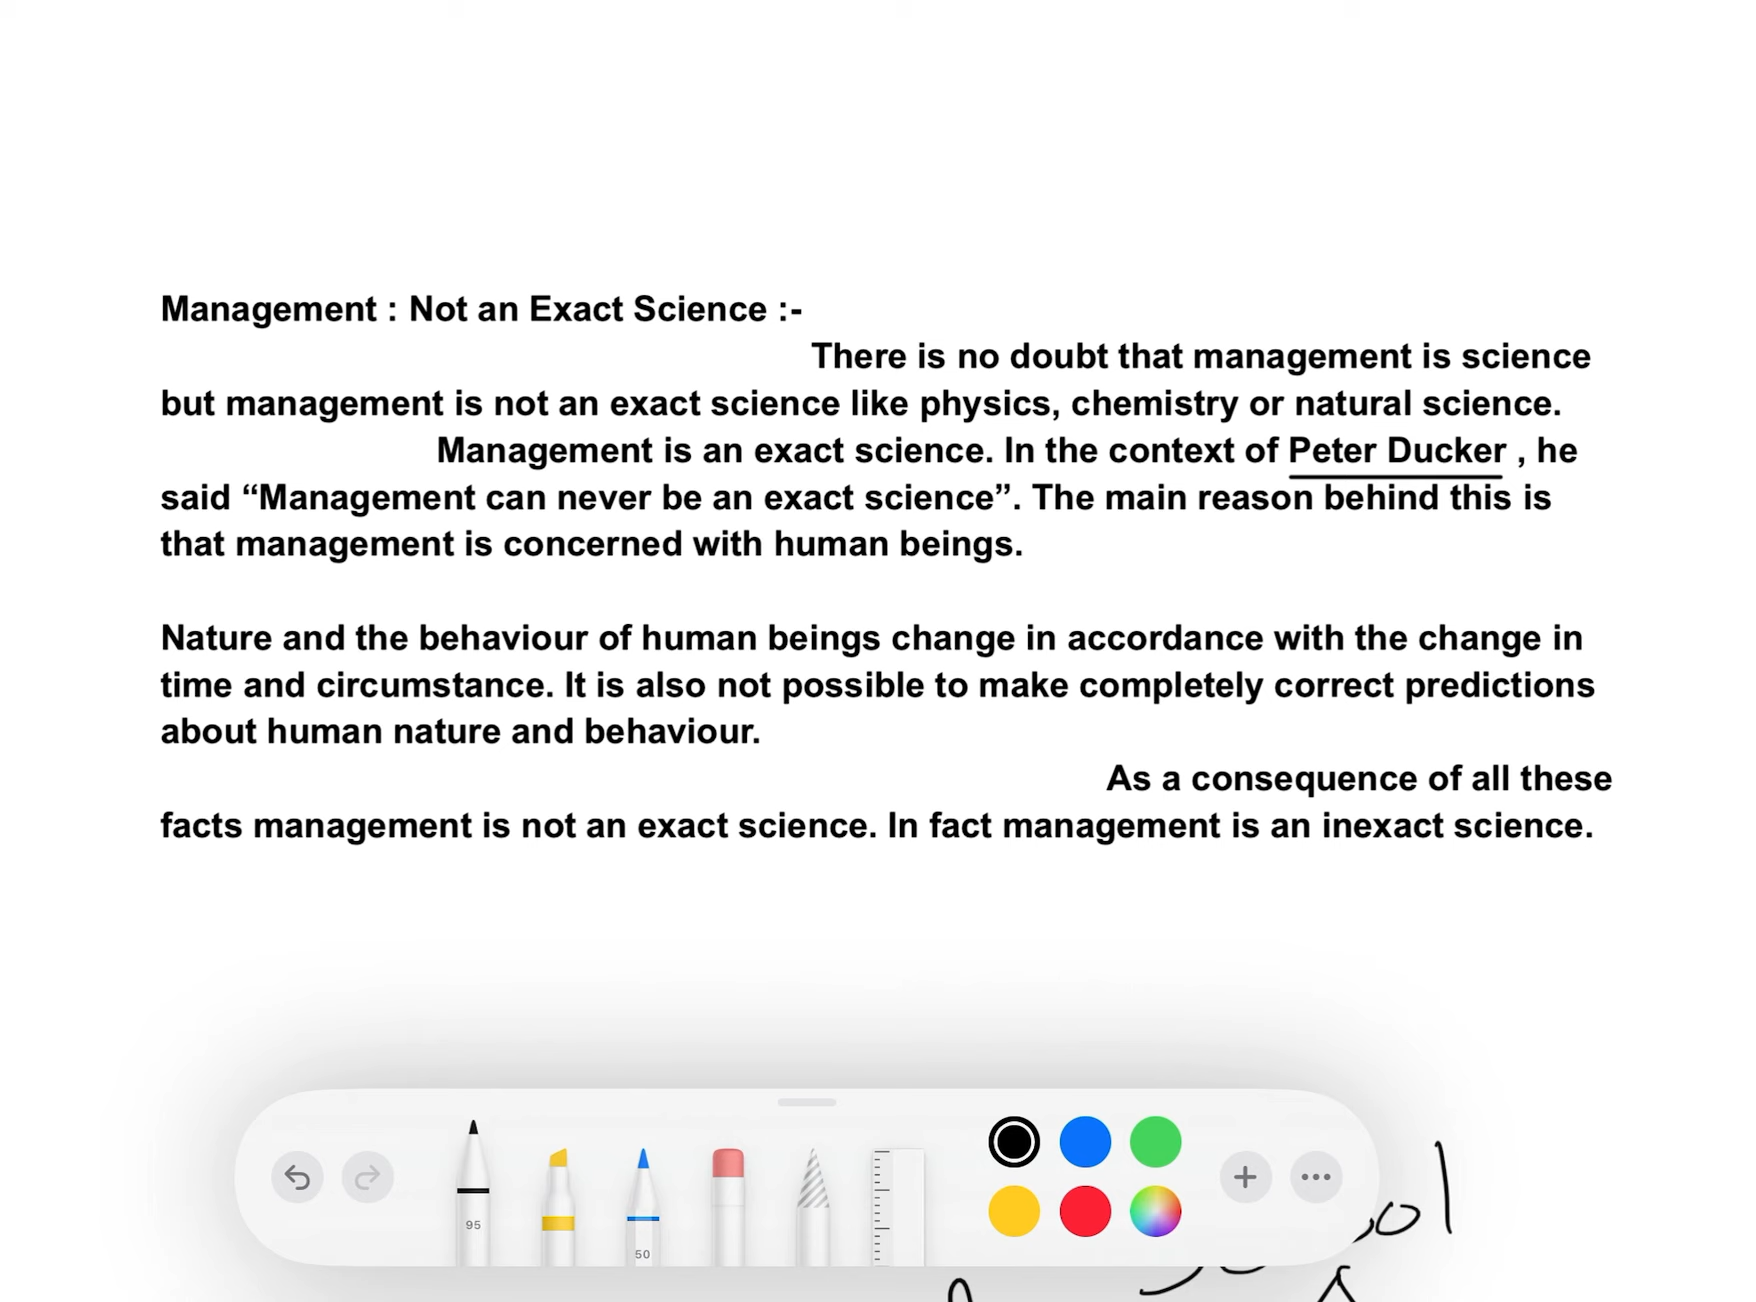 Management : Not an Exact Science :-
There is no doubt that management is science
but management is not an exact science like physics, chemistry or natural science.
Management is an exact science. In the context of Peter Ducker , he
said “Management can never be an exact science”. The main reason behind this is
that management is concerned with human beings.
Nature and the behaviour of human beings change in accordance with the change in
time and circumstance. It is also not possible to make completely correct predictions
about human nature and behaviour.
As a consequence of all these
facts management is not an exact science. In fact management is an inexact science.
95
50